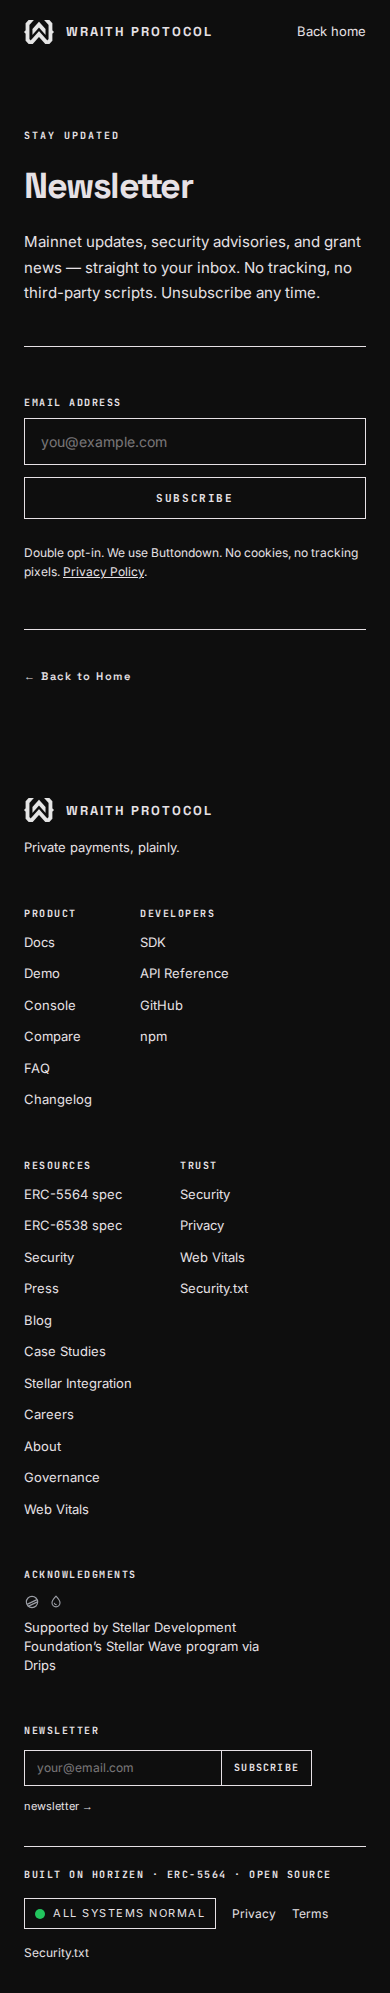 WRAITH PROTOCOL
Back home
STAY UPDATED
Newsletter
Mainnet updates, security advisories, and grant
news — straight to your inbox. No tracking, no
third-party scripts. Unsubscribe any time.
EMAIL ADDRESS
you@example.com
SUBSCRIBE
Double opt-in. We use Buttondown. No cookies, no tracking
pixels. Privacy Policy.
← Back to Home
WRAITH PROTOCOL
Private payments, plainly.
PRODUCT
Docs
Demo
Console
Compare
FAQ
Changelog
DEVELOPERS
SDK
API Reference
GitHub
npm
RESOURCES
ERC-5564 spec
ERC-6538 spec
Security
Press
Blog
Case Studies
Stellar Integration
Careers
About
Governance
Web Vitals
TRUST
Security
Privacy
Web Vitals
Security.txt
ACKNOWLEDGMENTS
Supported by Stellar Development
Foundation’s Stellar Wave program via
Drips
NEWSLETTER
your@email.com
SUBSCRIBE
newsletter →
BUILT ON HORIZEN · ERC-5564 · OPEN SOURCE
ALL SYSTEMS NORMAL
Privacy
Terms
Security.txt